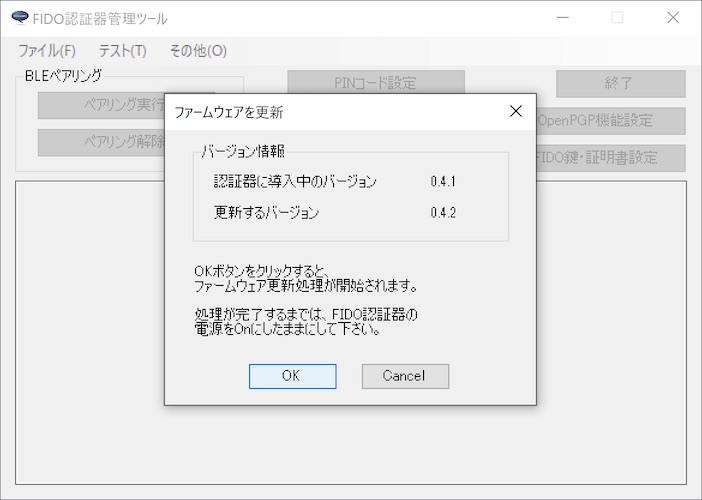 FIDO認証器管理ツール
ファイル(F) テスト(T) その他(O)
BLEペアリング
ペアリング実行
ペアリング解除
PINコード設定
終了
OpenPGP機能設定
FIDO鍵・証明書設定
ファームウェアを更新
バージョン情報
認証器に導入中のバージョン 0.4.1
更新するバージョン 0.4.2
OKボタンをクリックすると、
ファームウェア更新処理が開始されます。
処理が完了するまでは、FIDO認証器の
電源をOnにしたままにして下さい。
OK Cancel